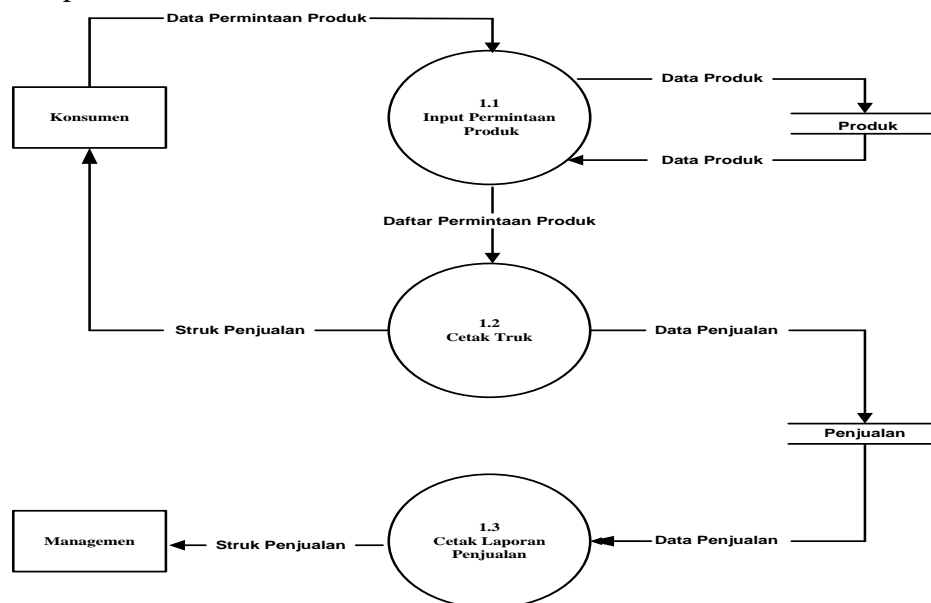 Data Permintaan Produk
Konsumen
1.1
Input Permintaan
Produk
Data Produk
Produk
Data Produk
Daftar Permintaan Produk
1.2
Cetak Truk
Struk Penjualan
Data Penjualan
Penjualan
Managemen
Struk Penjualan
1.3
Cetak Laporan
Penjualan
Data Penjualan